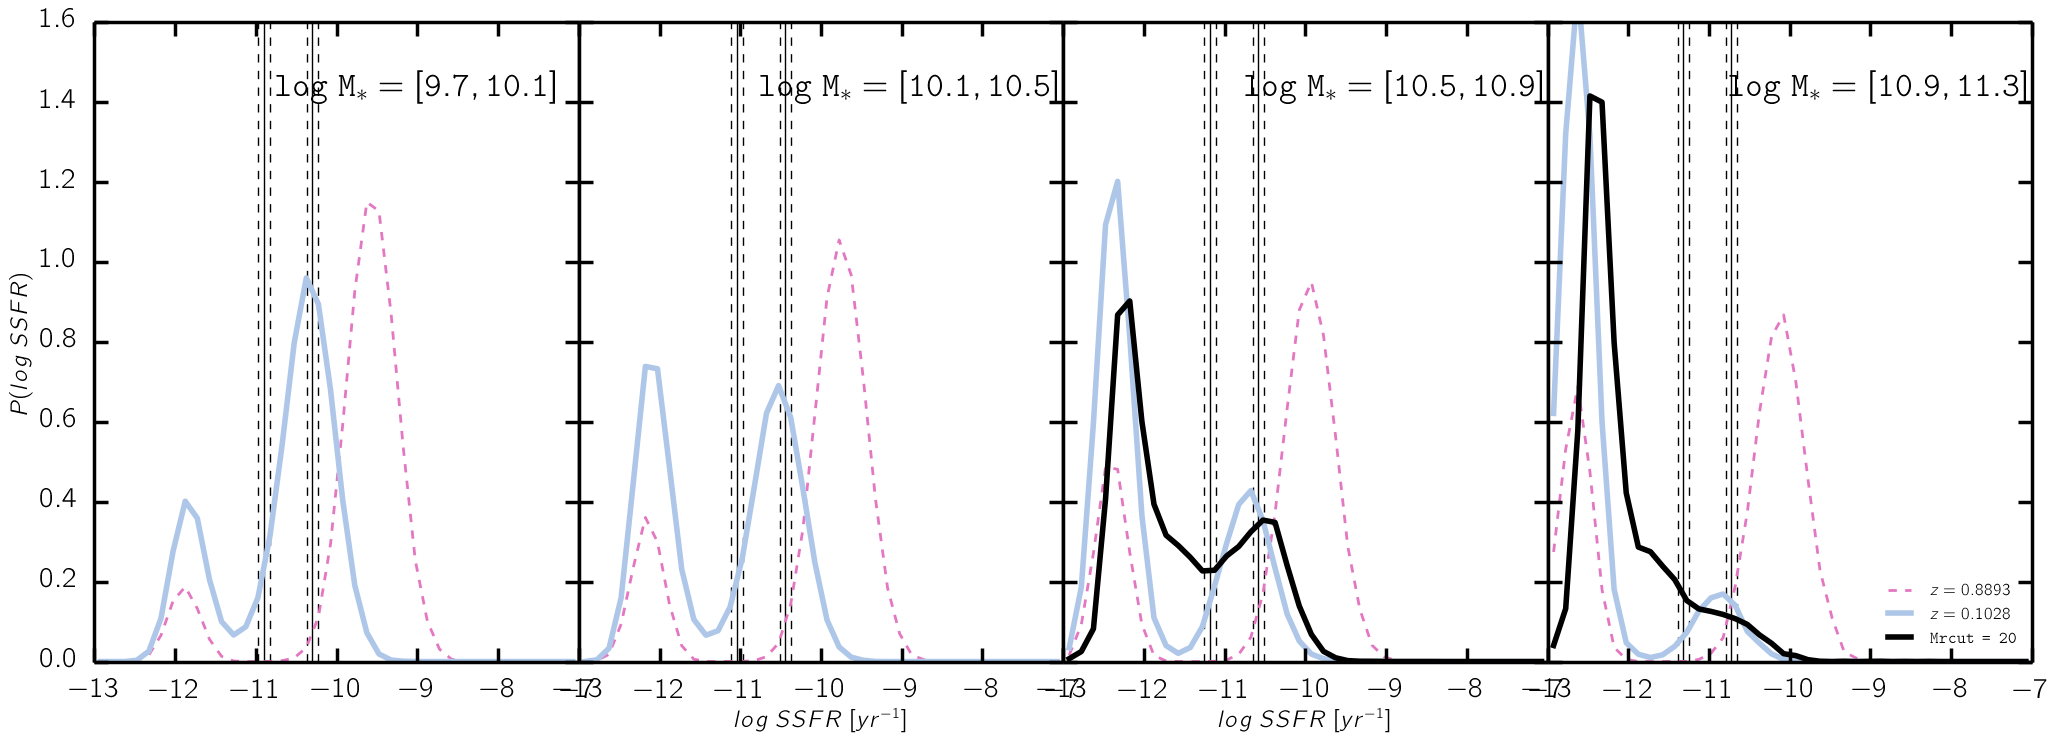 1.6
1.4
1.2
1.0
0.8
0.6
0.4
0.2
0.0
P(log SSFR)
log M* = [9.7, 10.1]
log M* = [10.1, 10.5]
log M* = [10.5, 10.9]
log M* = [10.9, 11.3]
z = 0.8893
z = 0.1028
Mrcut = 20
−13 −12 −11 −10 −9 −8 −7
−13 −12 −11 −10 −9 −8 −7
−13 −12 −11 −10 −9 −8 −7
−13 −12 −11 −10 −9 −8 −7
log SSFR [yr⁻¹]
log SSFR [yr⁻¹]